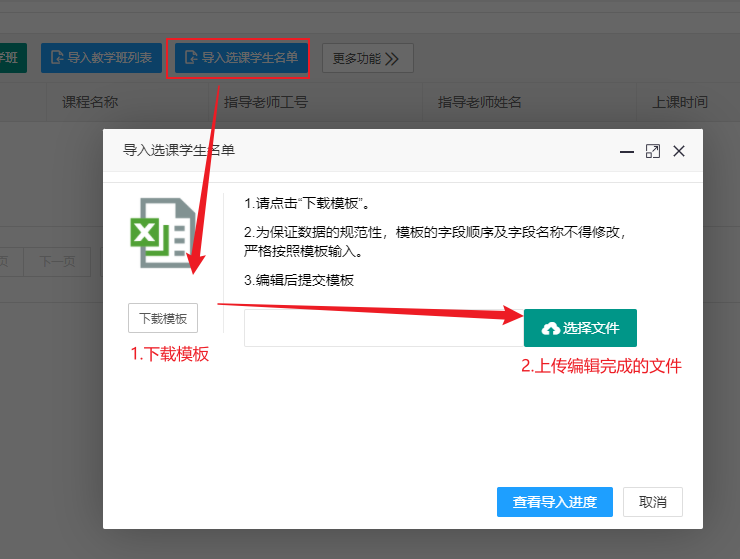 学班
导入教学班列表
导入选课学生名单
更多功能
课程名称
指导老师工号
指导老师姓名
上课时间
导入选课学生名单
1.请点击“下载模板”。
2.为保证数据的规范性，模板的字段顺序及字段名称不得修改，
严格按照模板输入。
3.编辑后提交模板
页
下一页
下载模板
选择文件
1.下载模板
2.上传编辑完成的文件
查看导入进度
取消